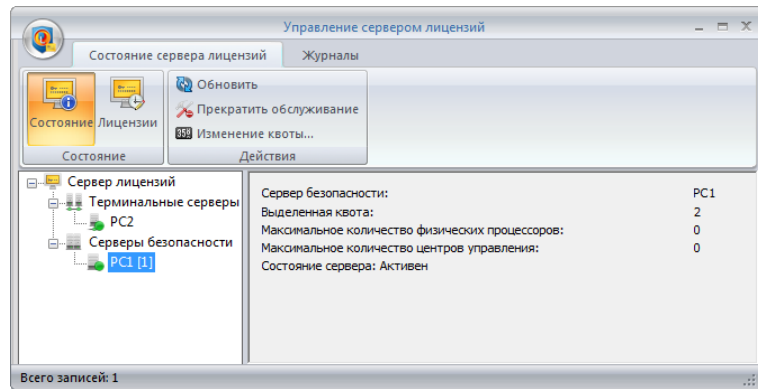 Управление сервером лицензий
Состояние сервера лицензий Журналы
Обновить
Прекратить обслуживание
Изменение квоты...
Состояние Лицензии
Состояние Действия
Сервер лицензий
Терминальные серверы
PC2
Серверы безопасности
PC1 [1]
Сервер безопасности: PC1
Выделенная квота: 2
Максимальное количество физических процессоров: 0
Максимальное количество центров управления: 0
Состояние сервера: Активен
Всего записей: 1